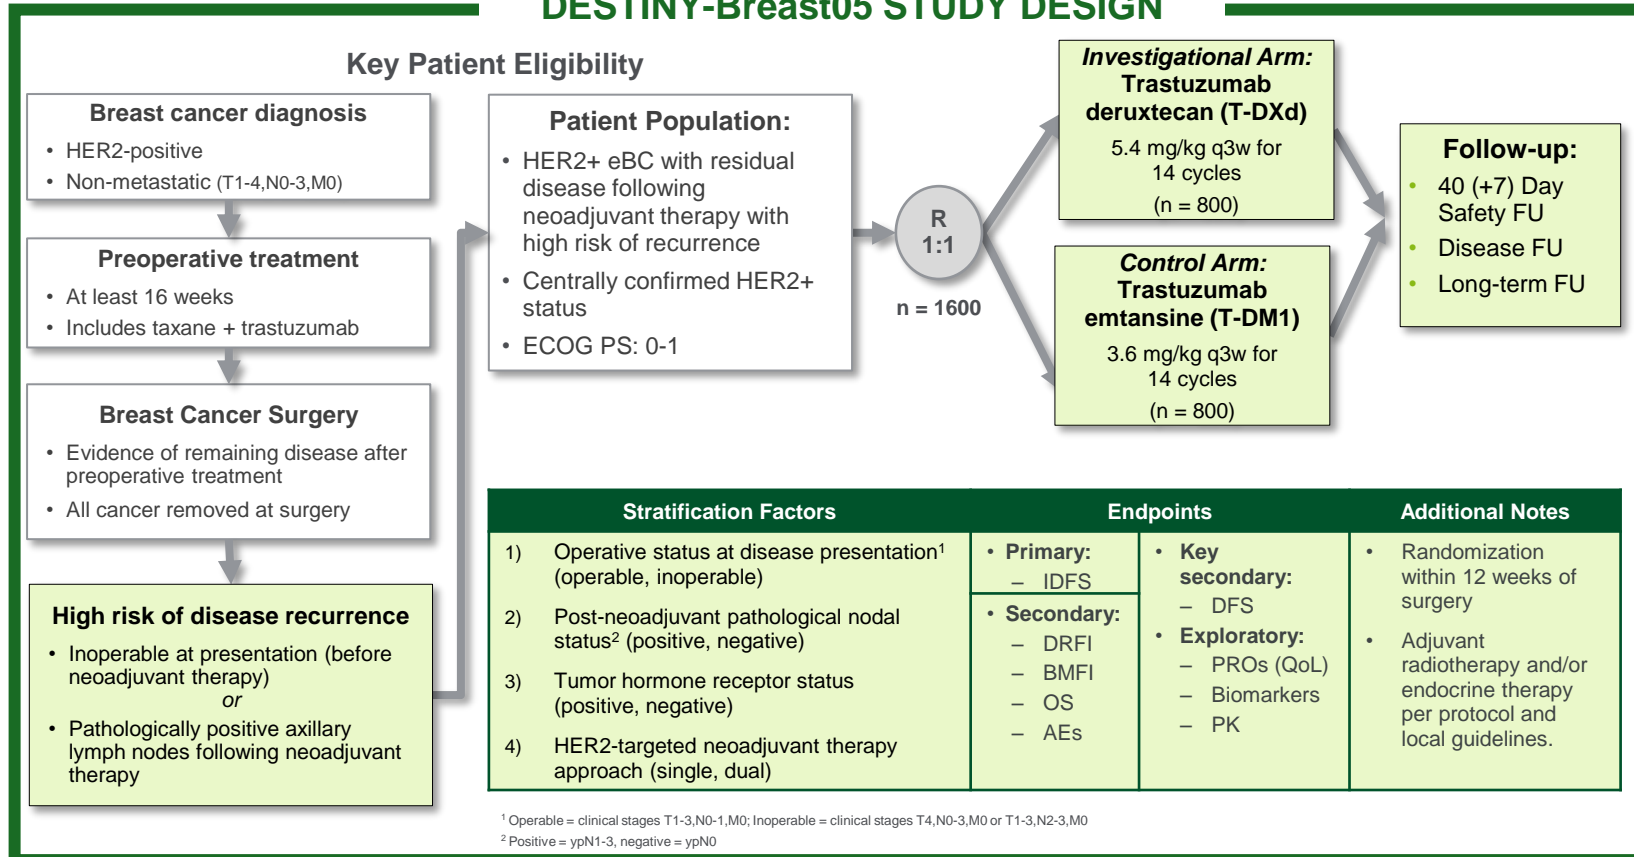 DESTINY-Breast05 STUDY DESIGN
Key Patient Eligibility
Breast cancer diagnosis
• HER2-positive
• Non-metastatic (T1-4,N0-3,M0)
Preoperative treatment
• At least 16 weeks
• Includes taxane + trastuzumab
Breast Cancer Surgery
• Evidence of remaining disease after
preoperative treatment
• All cancer removed at surgery
High risk of disease recurrence
• Inoperable at presentation (before
neoadjuvant therapy)
or
• Pathologically positive axillary
lymph nodes following neoadjuvant
therapy
Patient Population:
• HER2+ eBC with residual
disease following
neoadjuvant therapy with
high risk of recurrence
• Centrally confirmed HER2+
status
• ECOG PS: 0-1
R
1:1
n = 1600
Investigational Arm:
Trastuzumab
deruxtecan (T-DXd)
5.4 mg/kg q3w for
14 cycles
(n = 800)
Control Arm:
Trastuzumab
emtansine (T-DM1)
3.6 mg/kg q3w for
14 cycles
(n = 800)
Follow-up:
• 40 (+7) Day
Safety FU
• Disease FU
• Long-term FU
Stratification Factors
1) Operative status at disease presentation¹
(operable, inoperable)
2) Post-neoadjuvant pathological nodal
status² (positive, negative)
3) Tumor hormone receptor status
(positive, negative)
4) HER2-targeted neoadjuvant therapy
approach (single, dual)
Endpoints
• Primary:
– IDFS
• Secondary:
– DRFI
– BMFI
– OS
– AEs
• Key
secondary:
– DFS
• Exploratory:
– PROs (QoL)
– Biomarkers
– PK
Additional Notes
• Randomization
within 12 weeks of
surgery
• Adjuvant
radiotherapy and/or
endocrine therapy
per protocol and
local guidelines.
¹ Operable = clinical stages T1-3,N0-1,M0; Inoperable = clinical stages T4,N0-3,M0 or T1-3,N2-3,M0
² Positive = ypN1-3, negative = ypN0